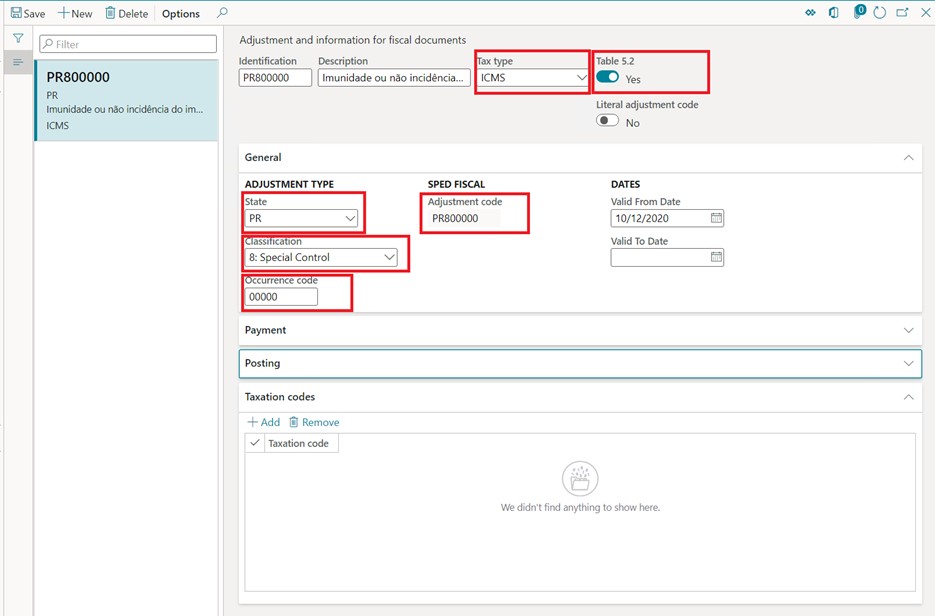 Save New Delete Options 0
Filter
PR800000
PR
Imunidade ou não incidência do im...
ICMS
Adjustment and information for fiscal documents
Identification Description Tax type Table 5.2
PR800000 Imunidade ou não incidência... ICMS Yes
Literal adjustment code
No
General
ADJUSTMENT TYPE SPED FISCAL DATES
State Adjustment code Valid From Date
PR PR800000 10/12/2020
Classification Valid To Date
8: Special Control
Occurrence code
00000
Payment
Posting
Taxation codes
Add Remove
Taxation code
We didn't find anything to show here.